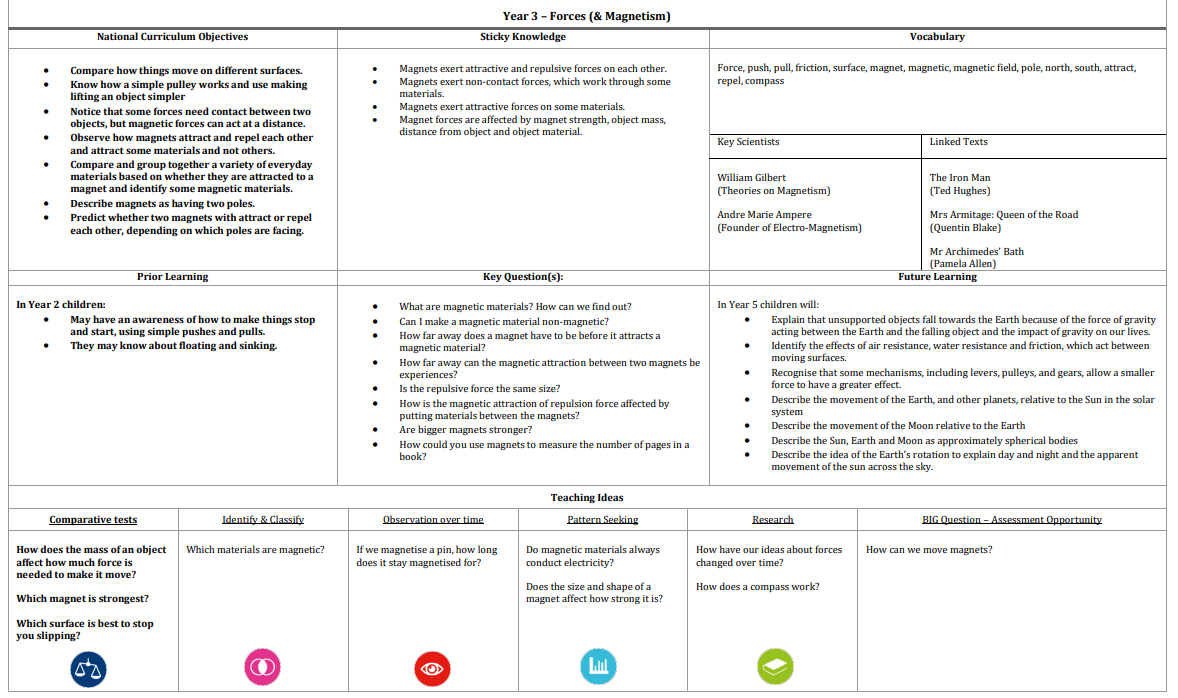 Year 3 – Forces (& Magnetism)
National Curriculum Objectives
• Compare how things move on different surfaces.
• Know how a simple pulley works and use making
lifting an object simpler
• Notice that some forces need contact between two
objects, but magnetic forces can act at a distance.
• Observe how magnets attract and repel each other
and attract some materials and not others.
• Compare and group together a variety of everyday
materials based on whether they are attracted to a
magnet and identify some magnetic materials.
• Describe magnets as having two poles.
• Predict whether two magnets with attract or repel
each other, depending on which poles are facing.
Sticky Knowledge
• Magnets exert attractive and repulsive forces on each other.
• Magnets exert non-contact forces, which work through some
materials.
• Magnets exert attractive forces on some materials.
• Magnet forces are affected by magnet strength, object mass,
distance from object and object material.
Vocabulary
Force, push, pull, friction, surface, magnet, magnetic, magnetic field, pole, north, south, attract,
repel, compass
Key Scientists
William Gilbert
(Theories on Magnetism)
Andre Marie Ampere
(Founder of Electro-Magnetism)
Linked Texts
The Iron Man
(Ted Hughes)
Mrs Armitage: Queen of the Road
(Quentin Blake)
Mr Archimedes' Bath
(Pamela Allen)
Prior Learning
In Year 2 children:
• May have an awareness of how to make things stop
and start, using simple pushes and pulls.
• They may know about floating and sinking.
Key Question(s):
• What are magnetic materials? How can we find out?
• Can I make a magnetic material non-magnetic?
• How far away does a magnet have to be before it attracts a
magnetic material?
• How far away can the magnetic attraction between two magnets be
experiences?
• Is the repulsive force the same size?
• How is the magnetic attraction of repulsion force affected by
putting materials between the magnets?
• Are bigger magnets stronger?
• How could you use magnets to measure the number of pages in a
book?
Future Learning
In Year 5 children will:
• Explain that unsupported objects fall towards the Earth because of the force of gravity
acting between the Earth and the falling object and the impact of gravity on our lives.
• Identify the effects of air resistance, water resistance and friction, which act between
moving surfaces.
• Recognise that some mechanisms, including levers, pulleys, and gears, allow a smaller
force to have a greater effect.
• Describe the movement of the Earth, and other planets, relative to the Sun in the solar
system
• Describe the movement of the Moon relative to the Earth
• Describe the Sun, Earth and Moon as approximately spherical bodies
• Describe the idea of the Earth's rotation to explain day and night and the apparent
movement of the sun across the sky.
Teaching Ideas
Comparative tests
How does the mass of an object
affect how much force is
needed to make it move?
Which magnet is strongest?
Which surface is best to stop
you slipping?
Identify & Classify
Which materials are magnetic?
Observation over time
If we magnetise a pin, how long
does it stay magnetised for?
Pattern Seeking
Do magnetic materials always
conduct electricity?
Does the size and shape of a
magnet affect how strong it is?
Research
How have our ideas about forces
changed over time?
How does a compass work?
BIG Question – Assessment Opportunity
How can we move magnets?